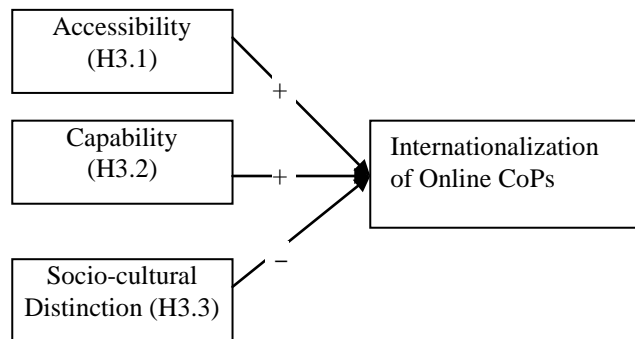 Accessibility
(H3.1)
+
Capability
(H3.2)
+
Internationalization
of Online CoPs
−
Socio-cultural
Distinction (H3.3)